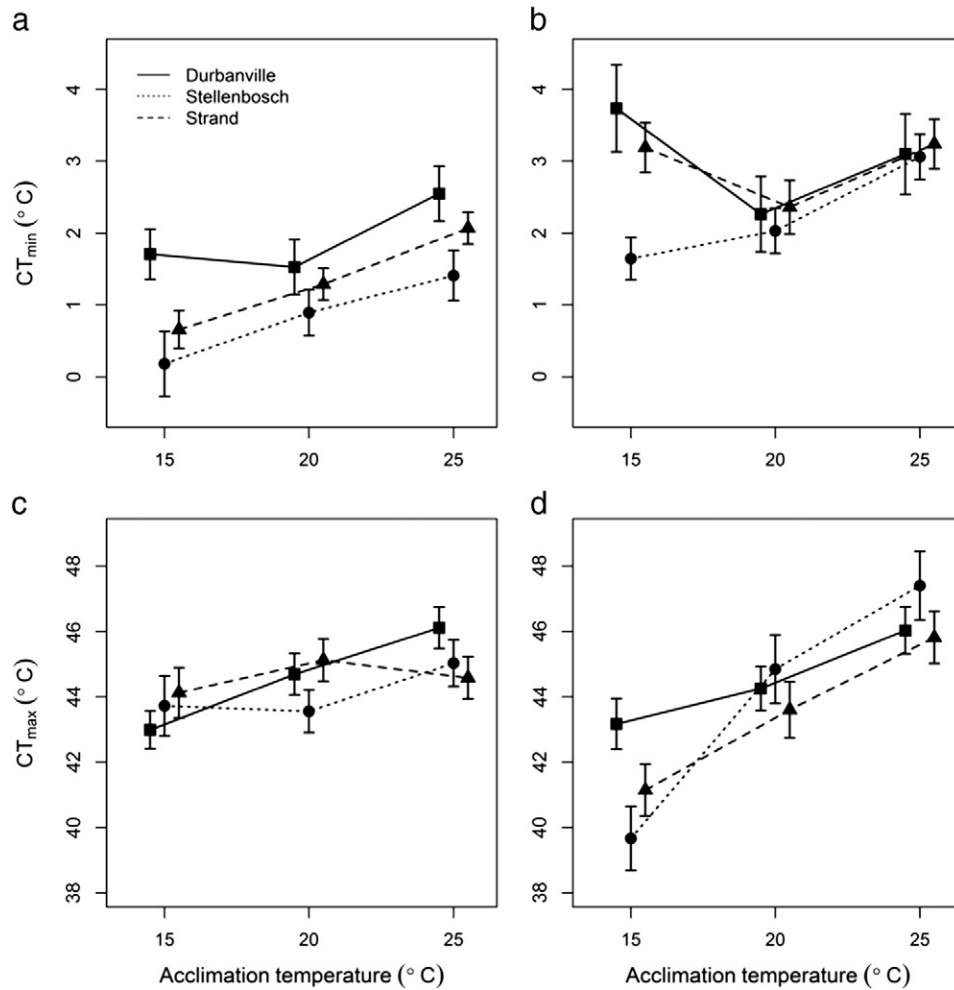 a
4
3
2
1
0
CTmin (° C)
Durbanville
Stellenbosch
Strand
15 20 25
b
4
3
2
1
0
15 20 25
c
48
46
44
42
40
38
CTmax (° C)
15 20 25
Acclimation temperature (° C)
d
48
46
44
42
40
38
15 20 25
Acclimation temperature (° C)